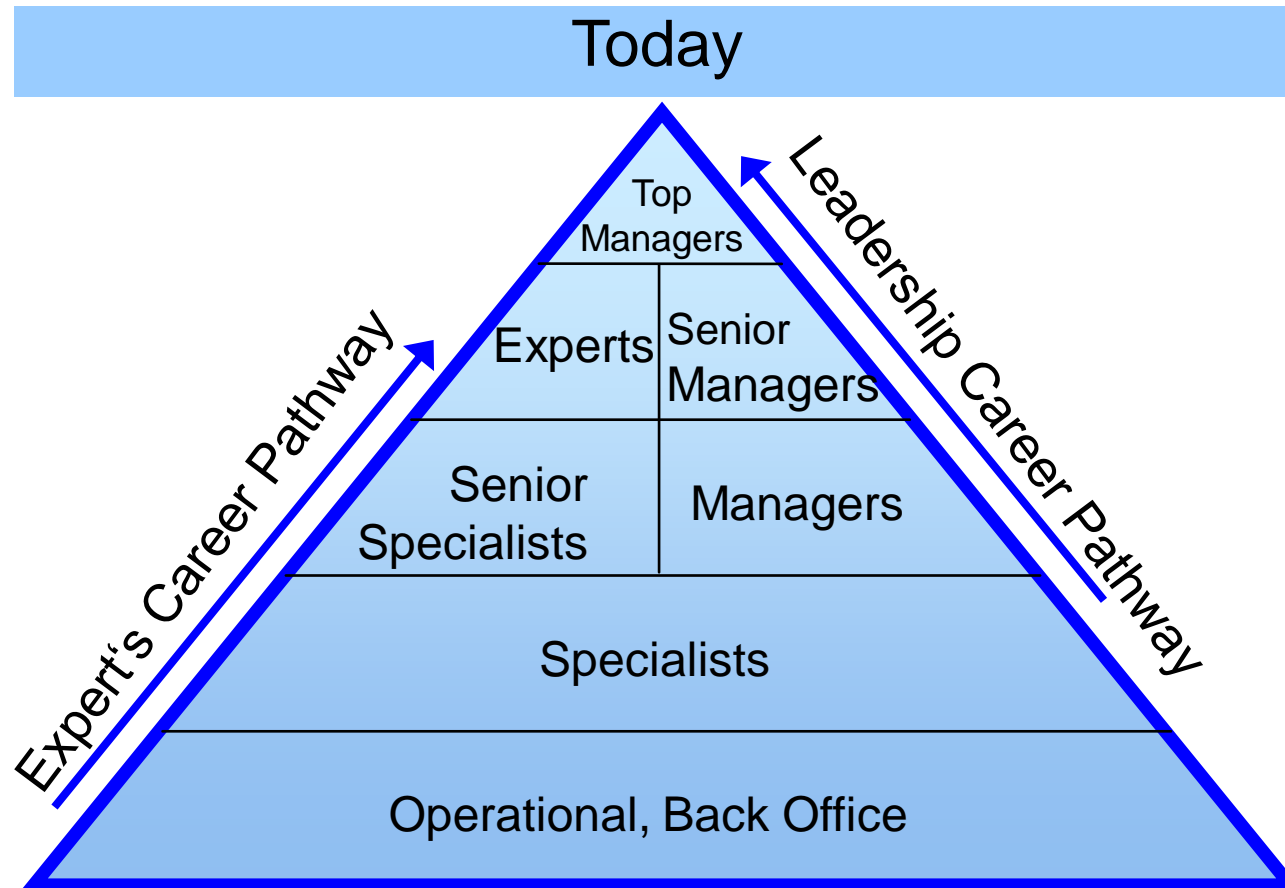 Today
Top
Managers
Experts
Senior
Managers
Senior
Specialists
Managers
Specialists
Operational, Back Office
Expert‘s Career Pathway
Leadership Career Pathway